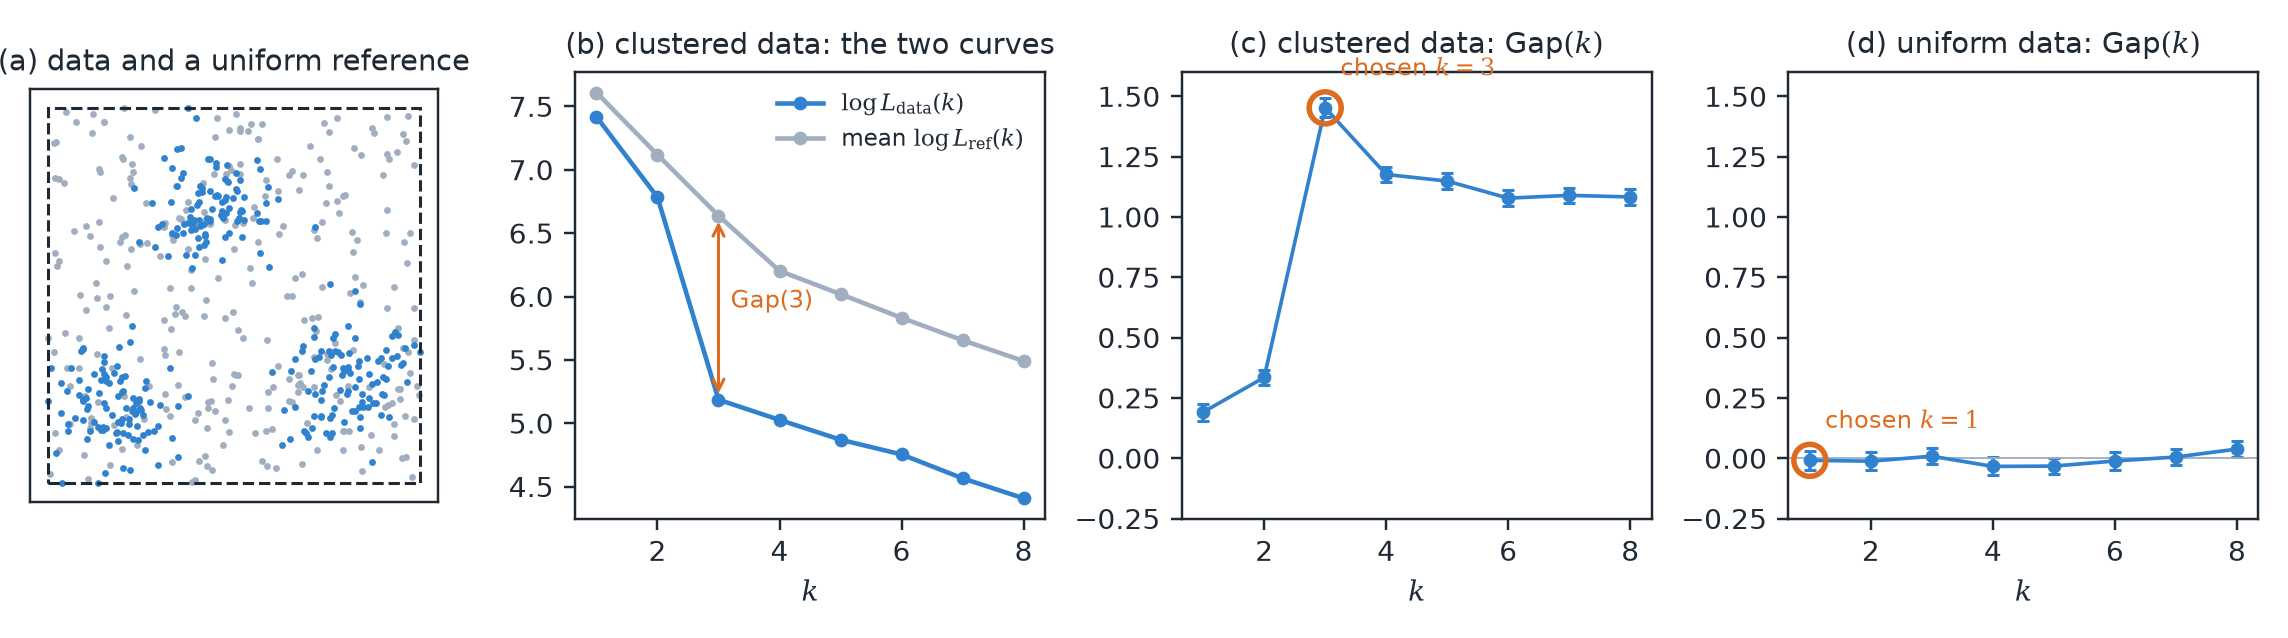 (a) data and a uniform reference
(b) clustered data: the two curves
log L_data(k)
mean log L_ref(k)
Gap(3)
7.5
7.0
6.5
6.0
5.5
5.0
4.5
2 4 6 8
k
(c) clustered data: Gap(k)
chosen k = 3
1.50
1.25
1.00
0.75
0.50
0.25
0.00
−0.25
2 4 6 8
k
(d) uniform data: Gap(k)
1.50
1.25
1.00
0.75
0.50
0.25
chosen k = 1
0.00
−0.25
2 4 6 8
k